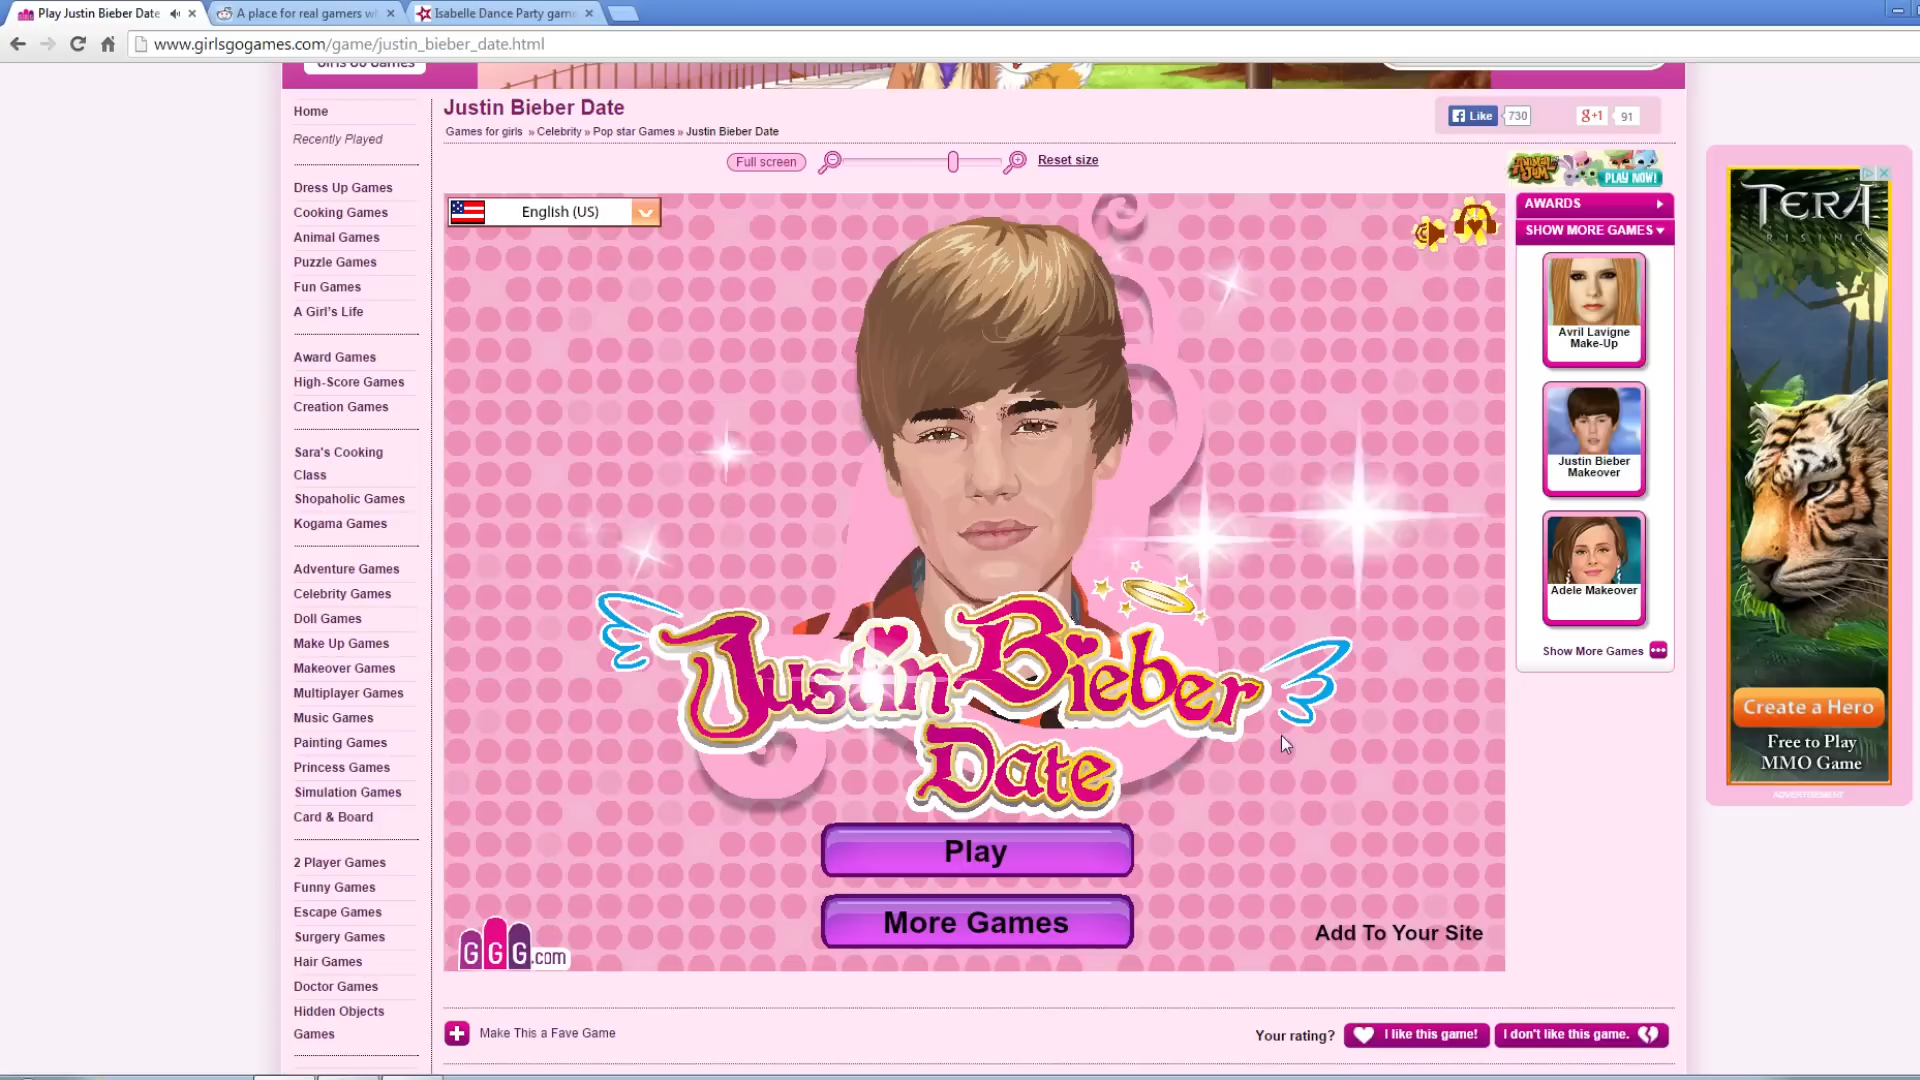 Play Justin Bieber Date
A place for real gamers w
Isabelle Dance Party gam
www.girlsgogames.com/game/justin_bieber_date.html
Girls Go Games
Home
Recently Played
Dress Up Games
Cooking Games
Animal Games
Puzzle Games
Fun Games
A Girl's Life
Award Games
High-Score Games
Creation Games
Sara's Cooking
Class
Shopaholic Games
Kogama Games
Adventure Games
Celebrity Games
Doll Games
Make Up Games
Makeover Games
Multiplayer Games
Music Games
Painting Games
Princess Games
Simulation Games
Card & Board
2 Player Games
Funny Games
Escape Games
Surgery Games
Hair Games
Doctor Games
Hidden Objects
Games
Justin Bieber Date
Games for girls » Celebrity » Pop star Games » Justin Bieber Date
Like 730
g+1 91
Full screen
Reset size
English (US)
Justin Bieber
Date
Play
More Games
Add To Your Site
GGG.com
Make This a Fave Game
Your rating?
I like this game!
I don't like this game.
ANIMAL JAM
PLAY NOW!
AWARDS
SHOW MORE GAMES
Avril Lavigne
Make-Up
Justin Bieber
Makeover
Adele Makeover
Show More Games
TERA
RISING
Create a Hero
Free to Play
MMO Game
ADVERTISEMENT